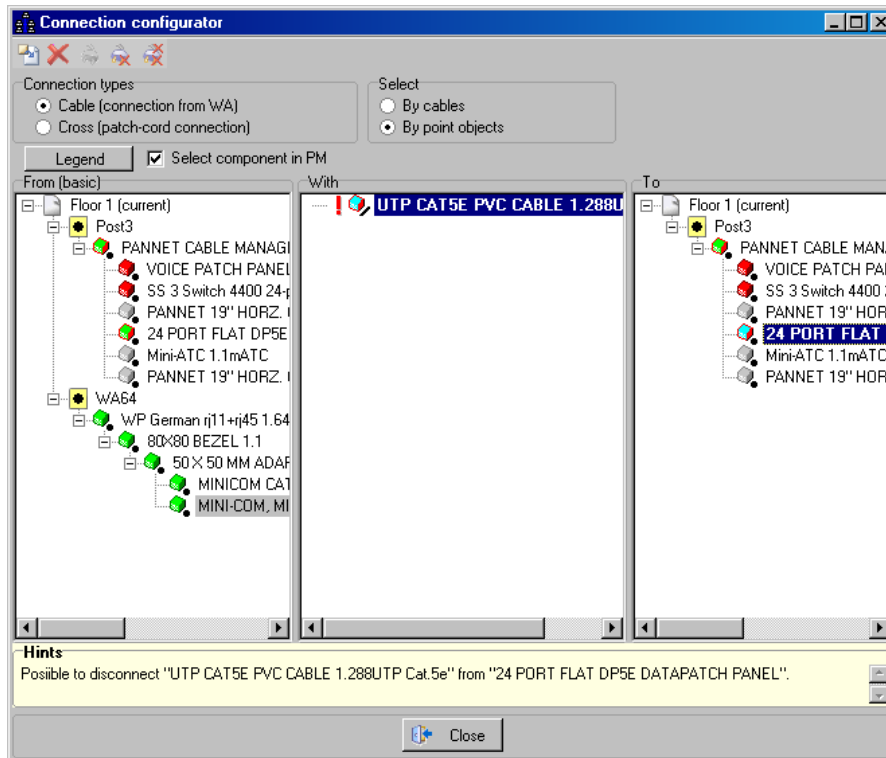 Connection configurator
Connection types
Cable (connection from WA)
Cross (patch-cord connection)
Select
By cables
By point objects
Legend
Select component in PM
From (basic)
Floor 1 (current)
Post3
PANNET CABLE MANAGI
VOICE PATCH PANEL
SS 3 Switch 4400 24-p
PANNET 19'' HORZ. (
24 PORT FLAT DP5E
Mini-ATC 1.1mATC
PANNET 19'' HORZ. (
WA64
WP German rj11+rj45 1.64
80X80 BEZEL 1.1
50 X 50 MM ADAF
MINICOM CAT
MINI-COM, MI
With
UTP CAT5E PVC CABLE 1.288U
To
Floor 1 (current)
Post3
PANNET CABLE MAN
VOICE PATCH PA
SS 3 Switch 4400
PANNET 19'' HOR
24 PORT FLAT
Mini-ATC 1.1mATC
PANNET 19'' HOR
Hints
Posiible to disconnect "UTP CAT5E PVC CABLE 1.288UTP Cat.5e" from "24 PORT FLAT DP5E DATAPATCH PANEL".
Close